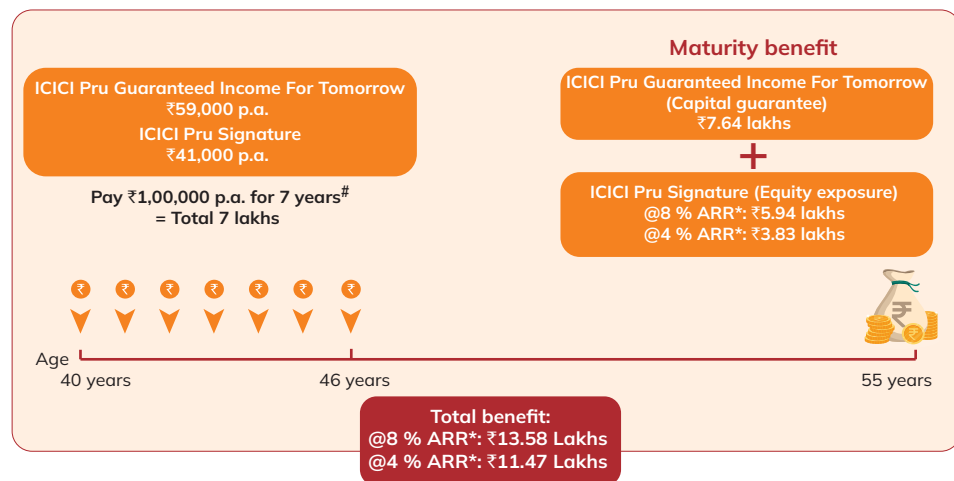 ICICI Pru Guaranteed Income For Tomorrow
₹59,000 p.a.
ICICI Pru Signature
₹41,000 p.a.
Pay ₹1,00,000 p.a. for 7 years#
= Total 7 lakhs
Maturity benefit
ICICI Pru Guaranteed Income For Tomorrow
(Capital guarantee)
₹7.64 lakhs
+
ICICI Pru Signature (Equity exposure)
@8 % ARR*: ₹5.94 lakhs
@4 % ARR*: ₹3.83 lakhs
₹ ₹ ₹ ₹ ₹ ₹ ₹
₹
₹
Age
40 years
46 years
55 years
Total benefit:
@8 % ARR*: ₹13.58 Lakhs
@4 % ARR*: ₹11.47 Lakhs